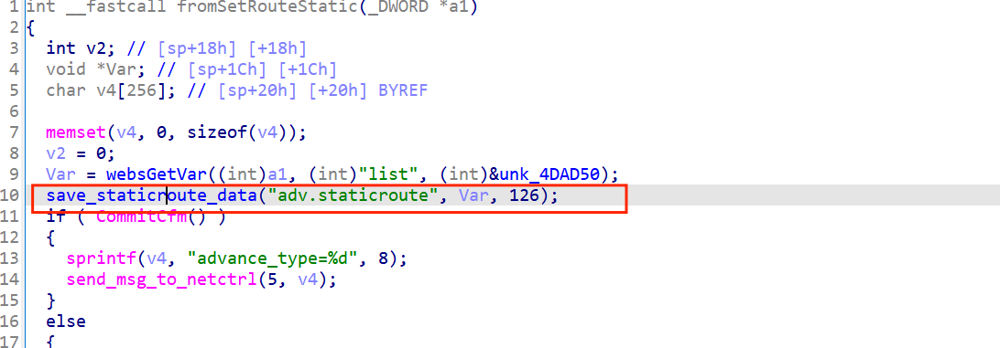 1 int __fastcall fromSetRouteStatic(_DWORD *a1)
2 {
3 int v2; // [sp+18h] [+18h]
4 void *Var; // [sp+1Ch] [+1Ch]
5 char v4[256]; // [sp+20h] [+20h] BYREF
6
7 memset(v4, 0, sizeof(v4));
8 v2 = 0;
9 Var = websGetVar((int)a1, (int)"list", (int)&unk_4DAD50);
10 save_staticroute_data("adv.staticroute", Var, 126);
11 if ( CommitCfm() )
12 {
13 sprintf(v4, "advance_type=%d", 8);
14 send_msg_to_netctrl(5, v4);
15 }
16 else
17 {